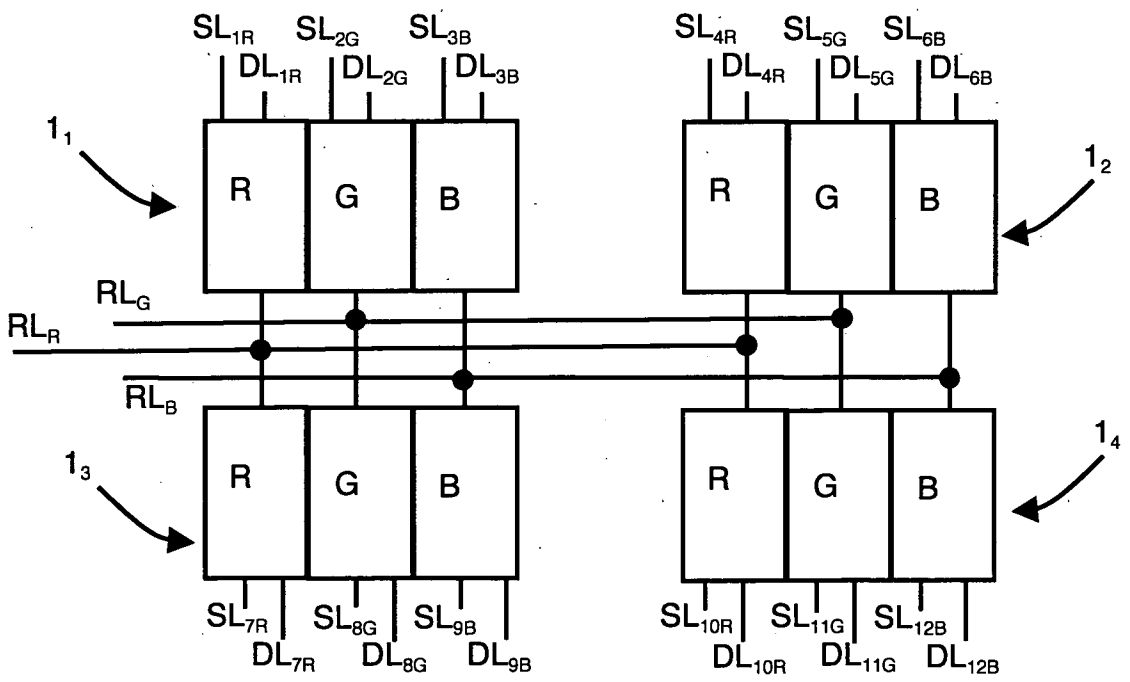 SL1R SL2G SL3B SL4R SL5G SL6B
DL1R DL2G DL3B DL4R DL5G DL6B
1₁
1₂
R G B R G B
RLG
RLR
RLB
1₃
1₄
R G B R G B
SL7R SL8G SL9B SL10R SL11G SL12B
DL7R DL8G DL9B DL10R DL11G DL12B